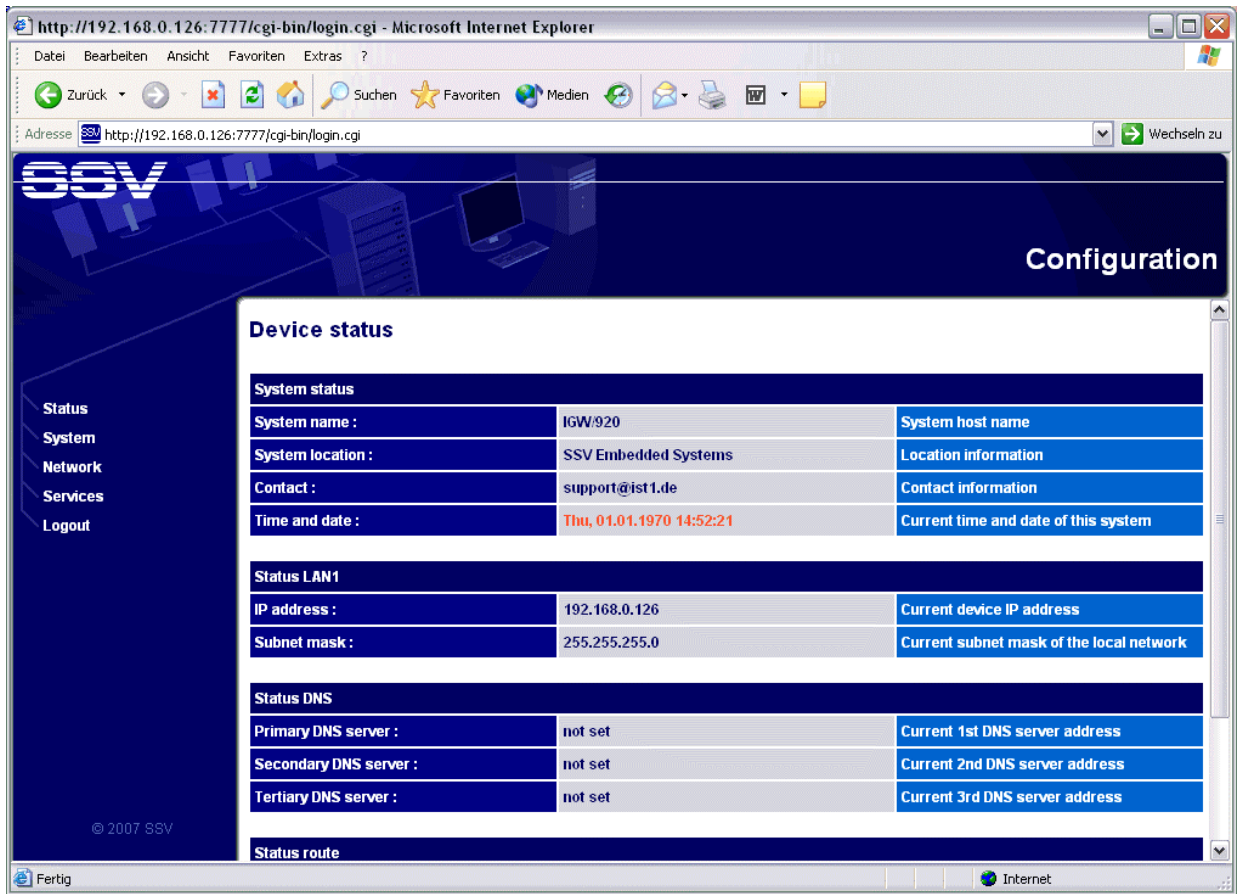 http://192.168.0.126:7777/cgi-bin/login.cgi - Microsoft Internet Explorer
Datei Bearbeiten Ansicht Favoriten Extras ?
Zurück Suchen Favoriten Medien W
Adresse SSV http://192.168.0.126:7777/cgi-bin/login.cgi Wechseln zu
SSV
Configuration
Status
System
Network
Services
Logout
© 2007 SSV
Device status
System status
System name : IGW/920 System host name
System location : SSV Embedded Systems Location information
Contact : support@ist1.de Contact information
Time and date : Thu, 01.01.1970 14:52:21 Current time and date of this system
Status LAN1
IP address : 192.168.0.126 Current device IP address
Subnet mask : 255.255.255.0 Current subnet mask of the local network
Status DNS
Primary DNS server : not set Current 1st DNS server address
Secondary DNS server : not set Current 2nd DNS server address
Tertiary DNS server : not set Current 3rd DNS server address
Status route
Fertig Internet